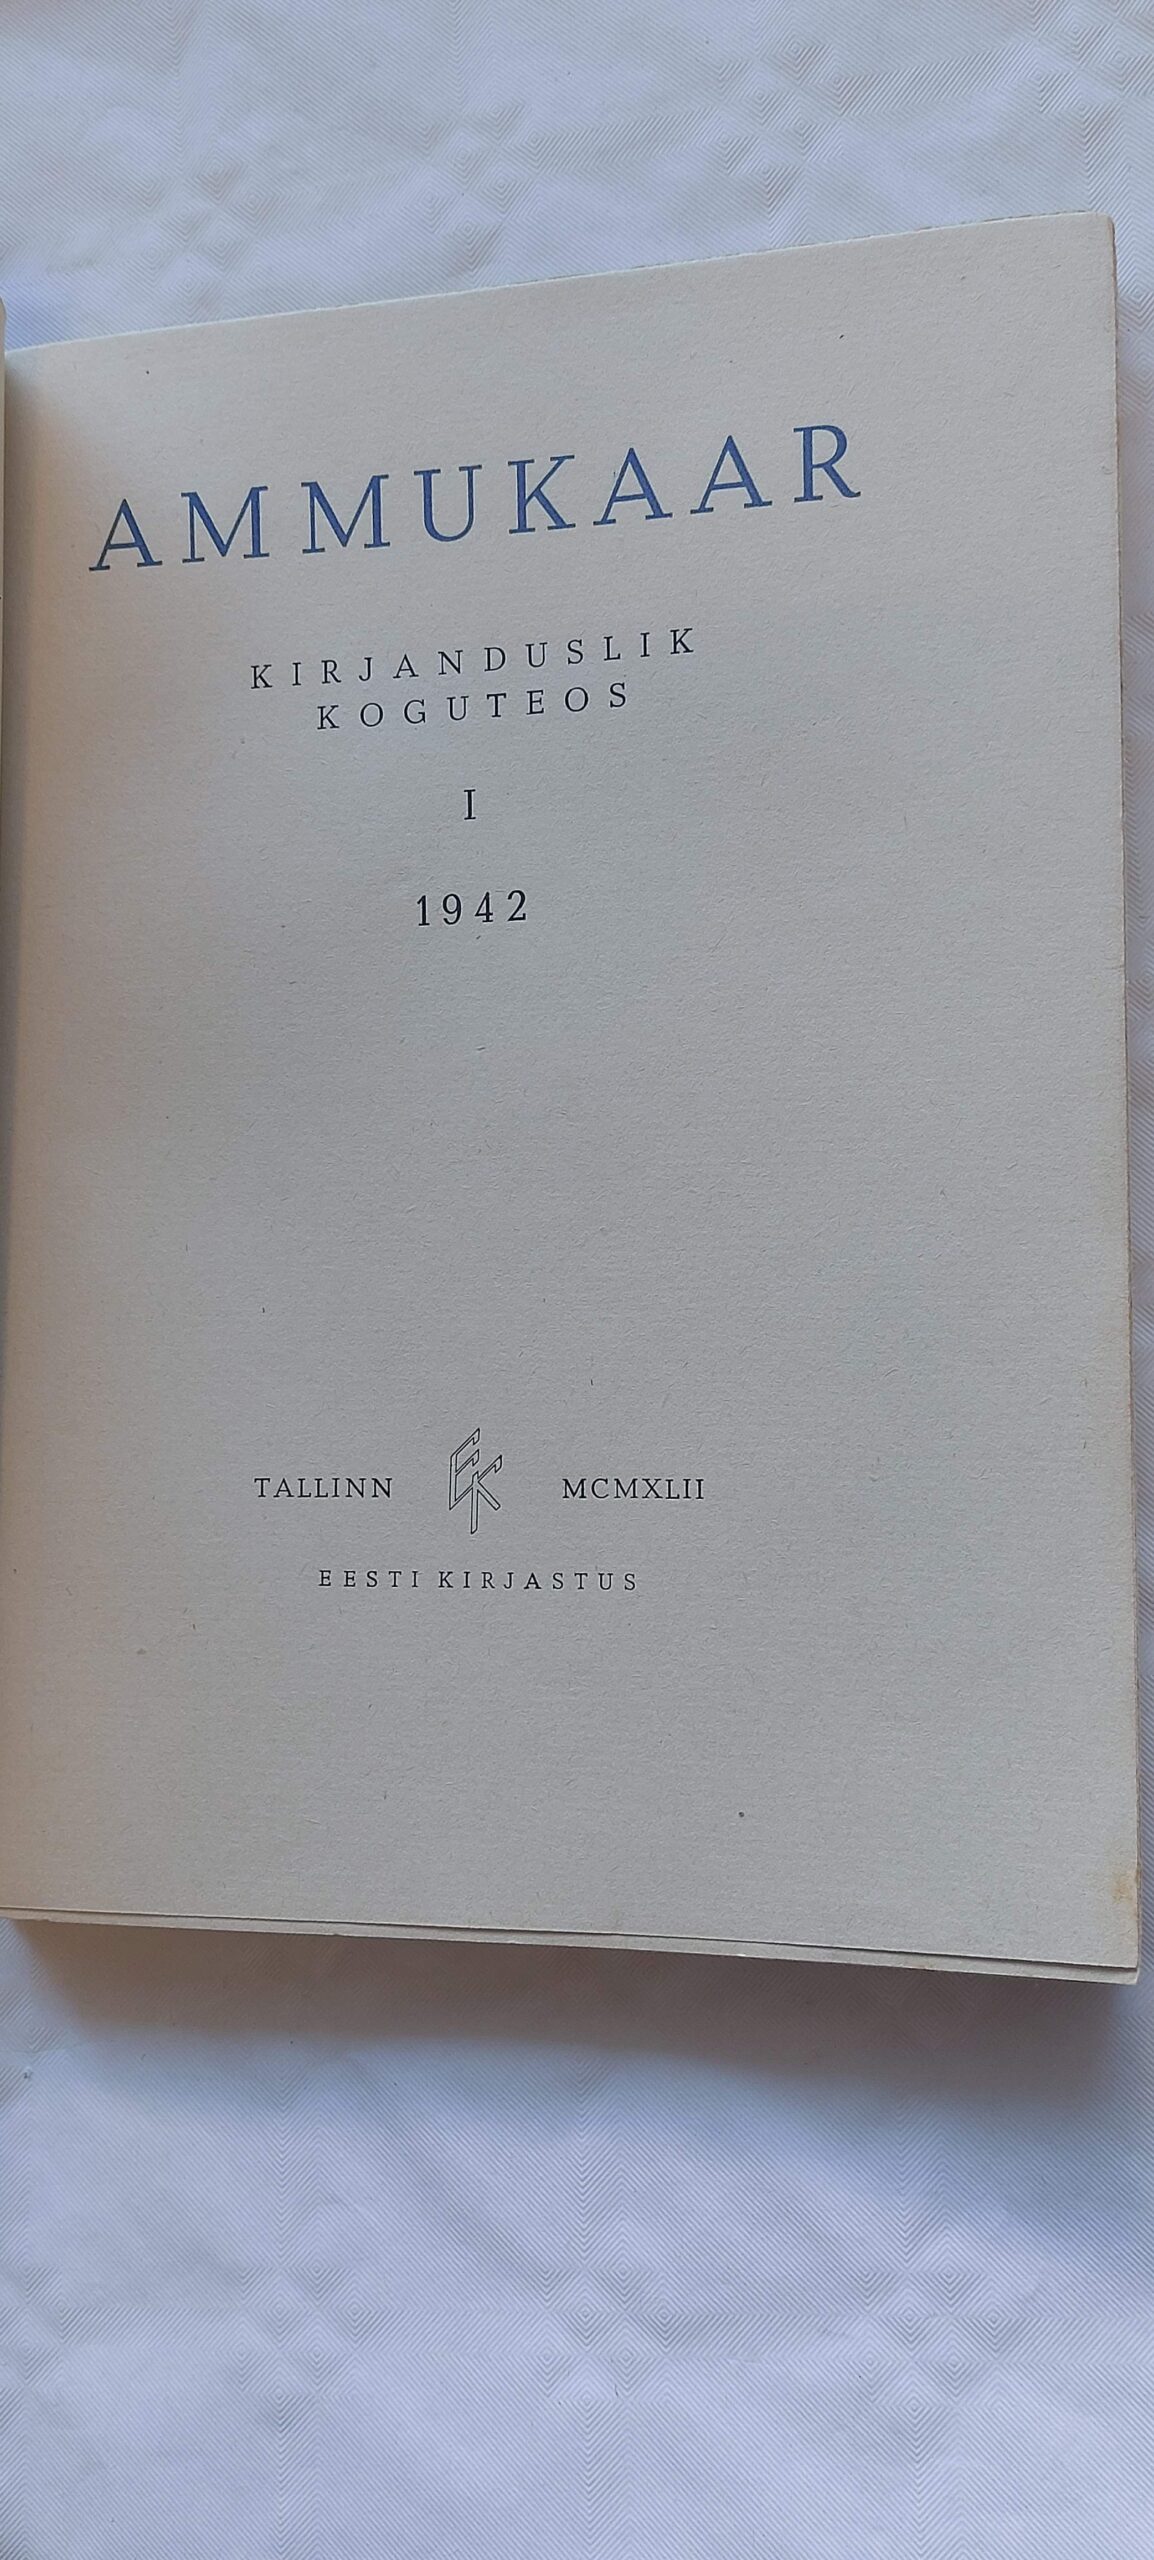 AMMUKAAR
KIRJANDUSLIK
KOGUTEOS
I
1942
TALLINN EK MCMXLII
EESTI KIRJASTUS